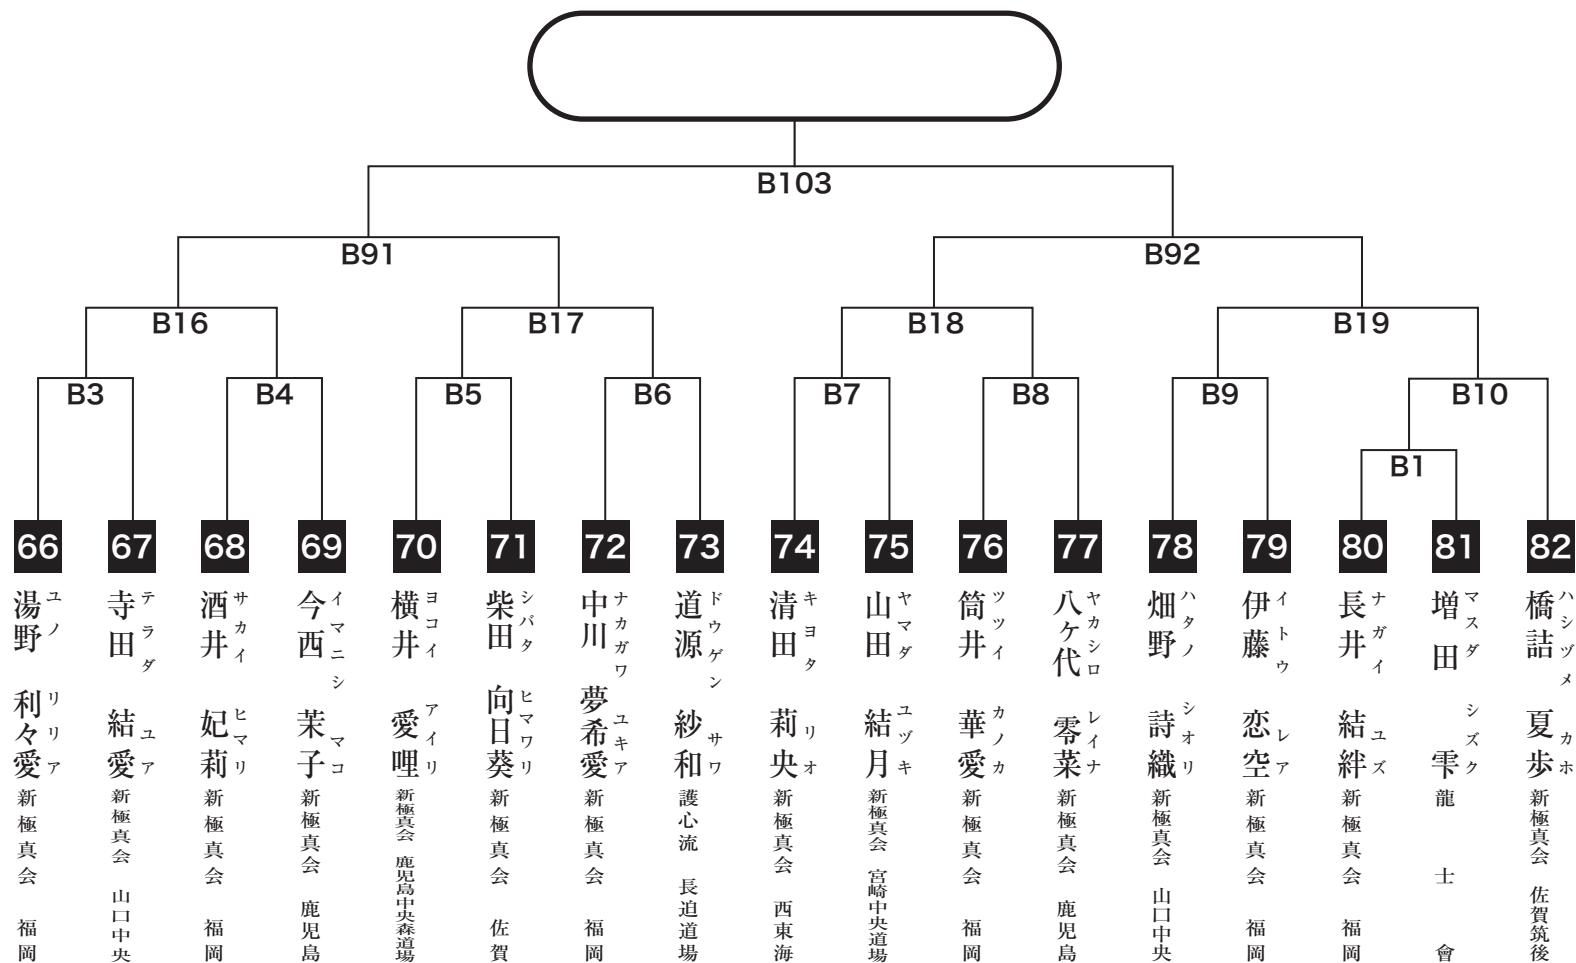 B103
B91
B92
B16
B17
B18
B19
B3
B4
B5
B6
B7
B8
B9
B10
B1
66
湯野 利々愛
ユノ リリア
新極真会 福岡
67
寺田 結愛
テラダ ユア
新極真会 山口中央
68
酒井 妃莉
サカイ ヒマリ
新極真会 福岡
69
今西 茉子
イマニシ マコ
新極真会 鹿児島
70
横井 愛哩
ヨコイ アイリ
新極真会 鹿児島中央森道場
71
柴田 向日葵
シバタ ヒマワリ
新極真会 佐賀
72
中川 夢希愛
ナカガワ ユキア
新極真会 福岡
73
道源 紗和
ドウゲン サワ
護心流 長迫道場
74
清田 莉央
キヨタ リオ
新極真会 西東海
75
山田 結月
ヤマダ ユヅキ
新極真会 宮崎中央道場
76
筒井 華愛
ツツイ カノカ
新極真会 福岡
77
八ヶ代 零菜
ヤカシロ レイナ
新極真会 鹿児島
78
畑野 詩織
ハタノ シオリ
新極真会 山口中央
79
伊藤 恋空
イトウ レア
新極真会 福岡
80
長井 結絆
ナガイ ユズ
新極真会 福岡
81
増田 雫
マスダ シズク
龍士會
82
橋詰 夏歩
ハシヅメ カホ
新極真会 佐賀筑後